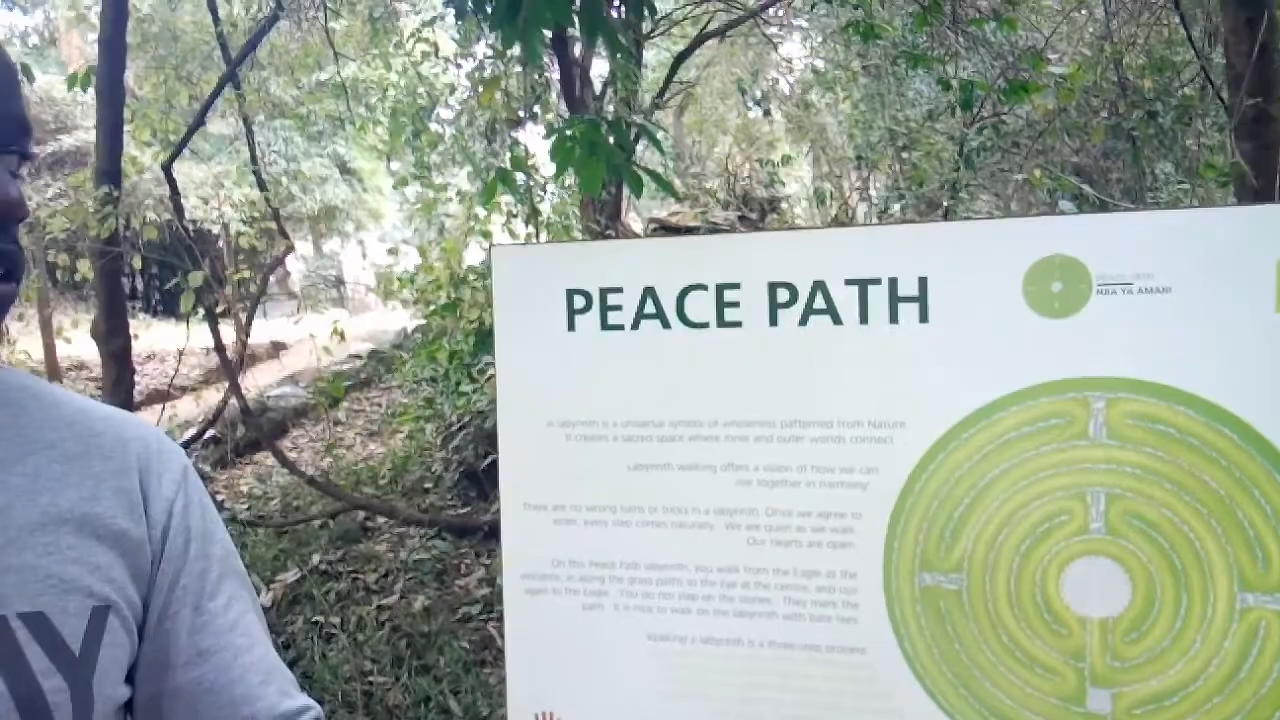 PEACE PATH
PEACE PATH
NJIA YA AMANI
A labyrinth is a universal symbol of wholeness patterned from Nature.
It creates a sacred space where inner and outer worlds connect.
Labyrinth walking offers a vision of how we can
live together in harmony.
There are no wrong turns or tricks in a labyrinth. Once we agree to
enter, every step comes naturally. We are quiet as we walk.
Our hearts are open.
On this Peace Path labyrinth, you walk from the Eagle at the
entrance, along the grass paths to the at the centre, and
again to the Eagle. You do not step on the stones. They mark the
path. It is nice to walk on the labyrinth with bare feet.
Walking a labyrinth is a three-step process
AY